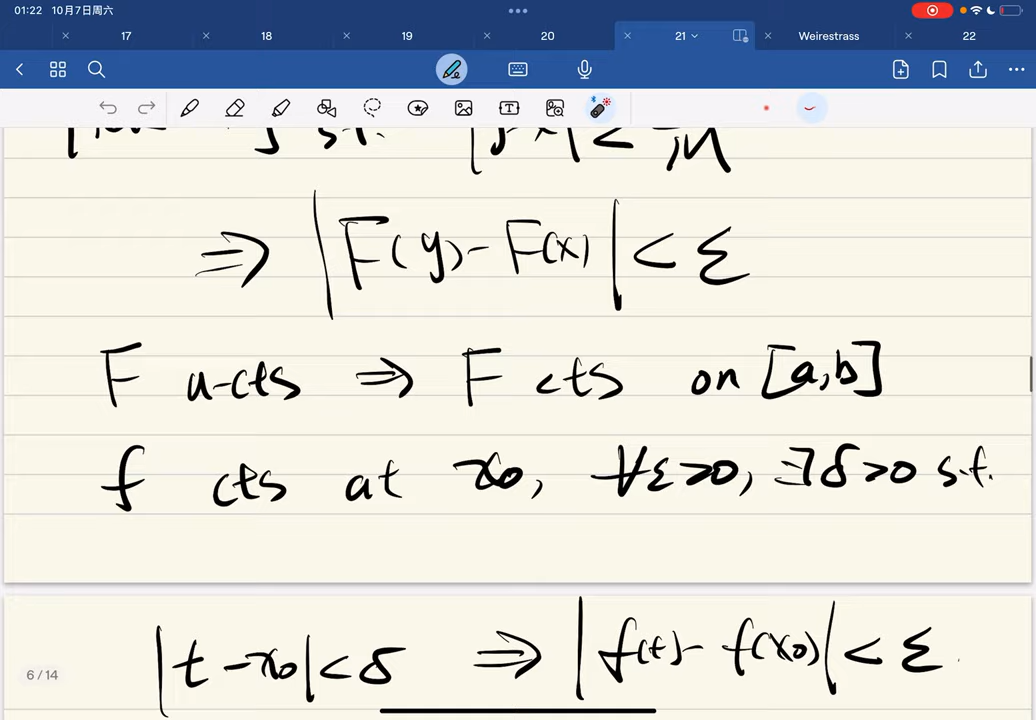 01:22 10月7日周六
17 18 19 20 21 Weirestrass 22
⇒ |F(y)-F(x)| < ε
F u-cts ⇒ F cts on [a,b]
f cts at x₀, ∀ε>0, ∃δ>0 s.t.
6 / 14
|t-x₀|<δ ⇒ |f(t)-f(x₀)| < ε